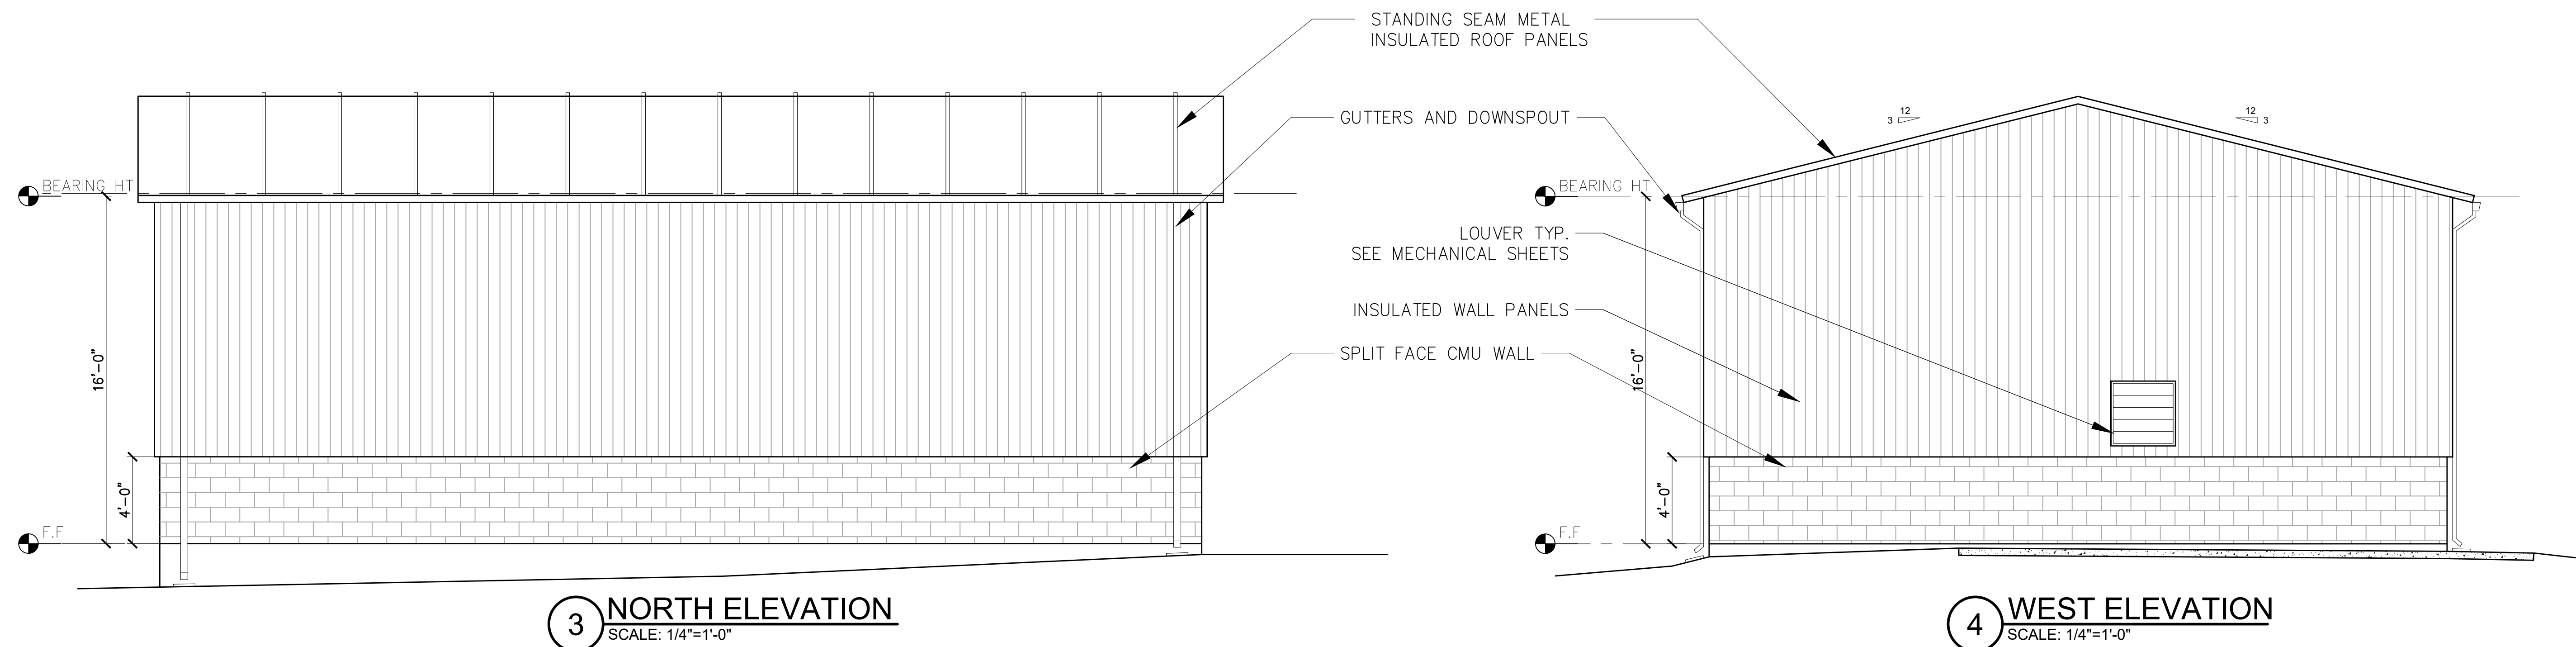 STANDING SEAM METAL
INSULATED ROOF PANELS
GUTTERS AND DOWNSPOUT
LOUVER TYP.
SEE MECHANICAL SHEETS
INSULATED WALL PANELS
SPLIT FACE CMU WALL
BEARING HT
16'-0"
4'-0"
F.F
3 NORTH ELEVATION
SCALE: 1/4"=1'-0"
12
3
12
3
BEARING HT
16'-0"
4'-0"
F.F
4 WEST ELEVATION
SCALE: 1/4"=1'-0"